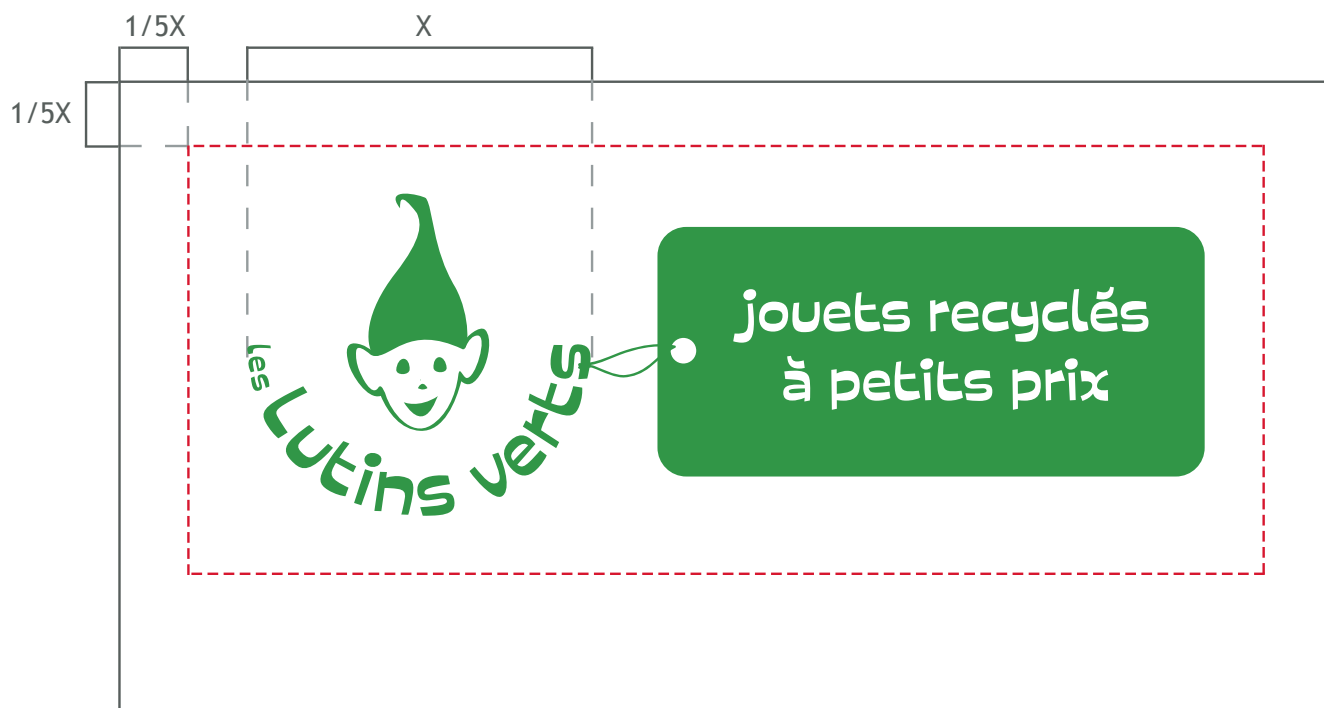 1/5X
X
1/5X
les Lutins verts
jouets recyclés
à petits prix